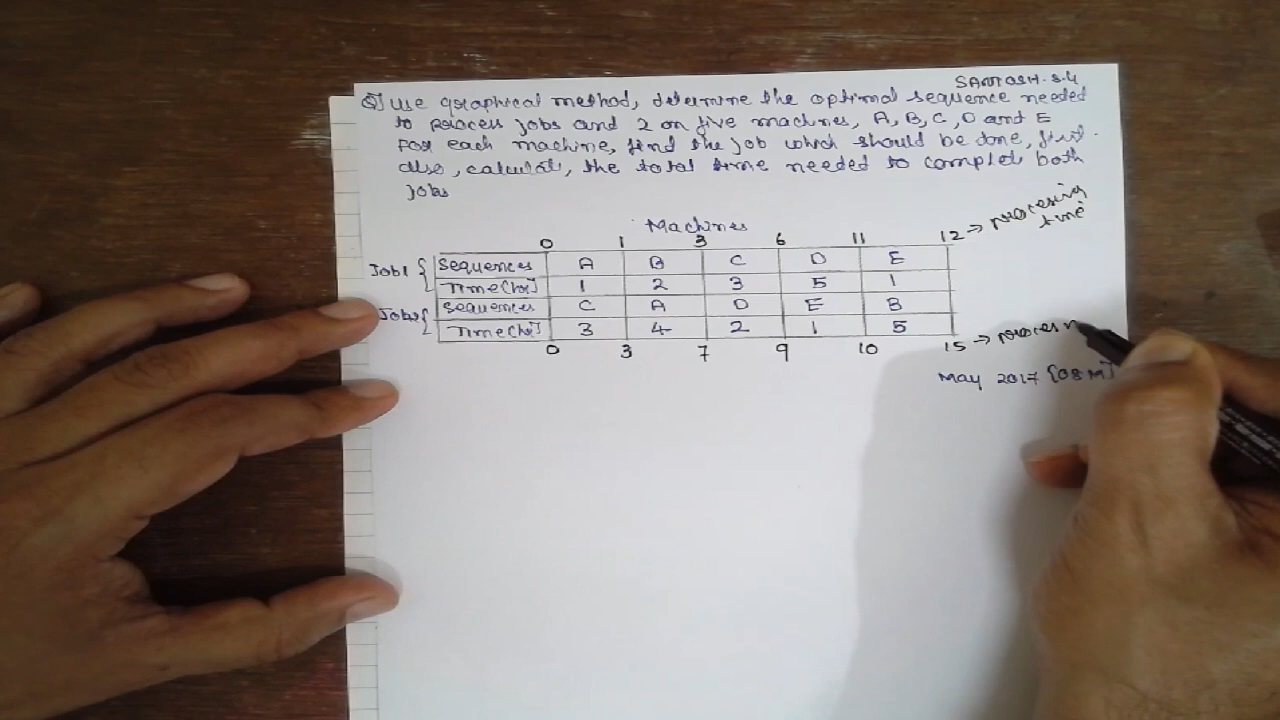 SANTOSH.S.4
Q] Use graphical method, determine the optimal sequence needed
to process jobs and 2 on five machines, A, B, C, D and E
For each machine, find the job which should be done, first.
also, calculate, the total time needed to complet both
jobs
Machines
0 1 3 6 11 12 → processing
time
Job1 { Sequences A B C D E
Time(hr) 1 2 3 5 1
Job2 { Sequences C A D E B
Time(hr) 3 4 2 1 5
0 3 7 9 10 15 → proces
May 2017 [08 M]